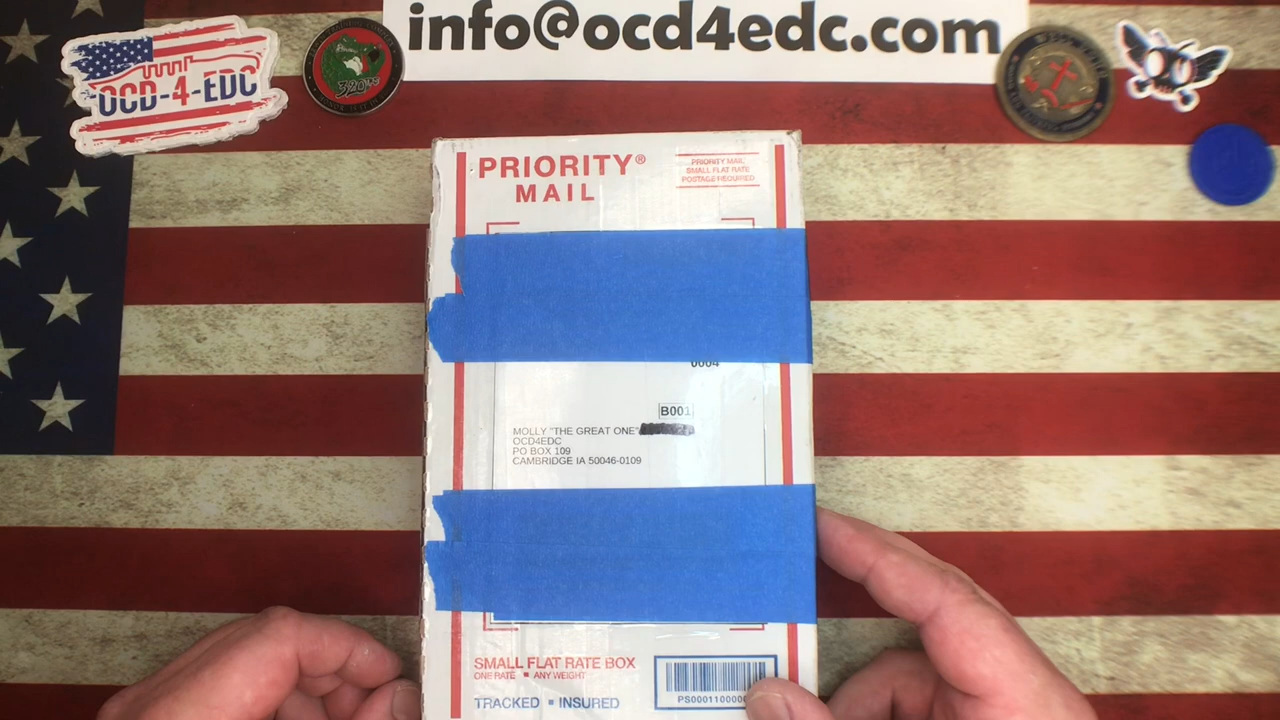 info@ocd4edc.com
OCD-4-EDC
320
PRIORITY®
MAIL
PRIORITY MAIL
SMALL FLAT RATE
POSTAGE REQUIRED
0004
B001
MOLLY "THE GREAT ONE"
OCD4EDC
PO BOX 109
CAMBRIDGE IA 50046-0109
SMALL FLAT RATE BOX
ONE RATE ▪ ANY WEIGHT
TRACKED ▪ INSURED
PS00011000